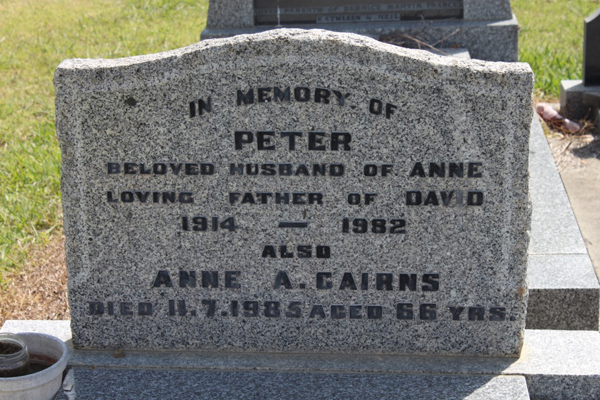 IN MEMORY OF
PETER
BELOVED HUSBAND OF ANNE
LOVING FATHER OF DAVID
1914 — 1982
ALSO
ANNE A. CAIRNS
DIED 11.7.1985 AGED 66 YRS.